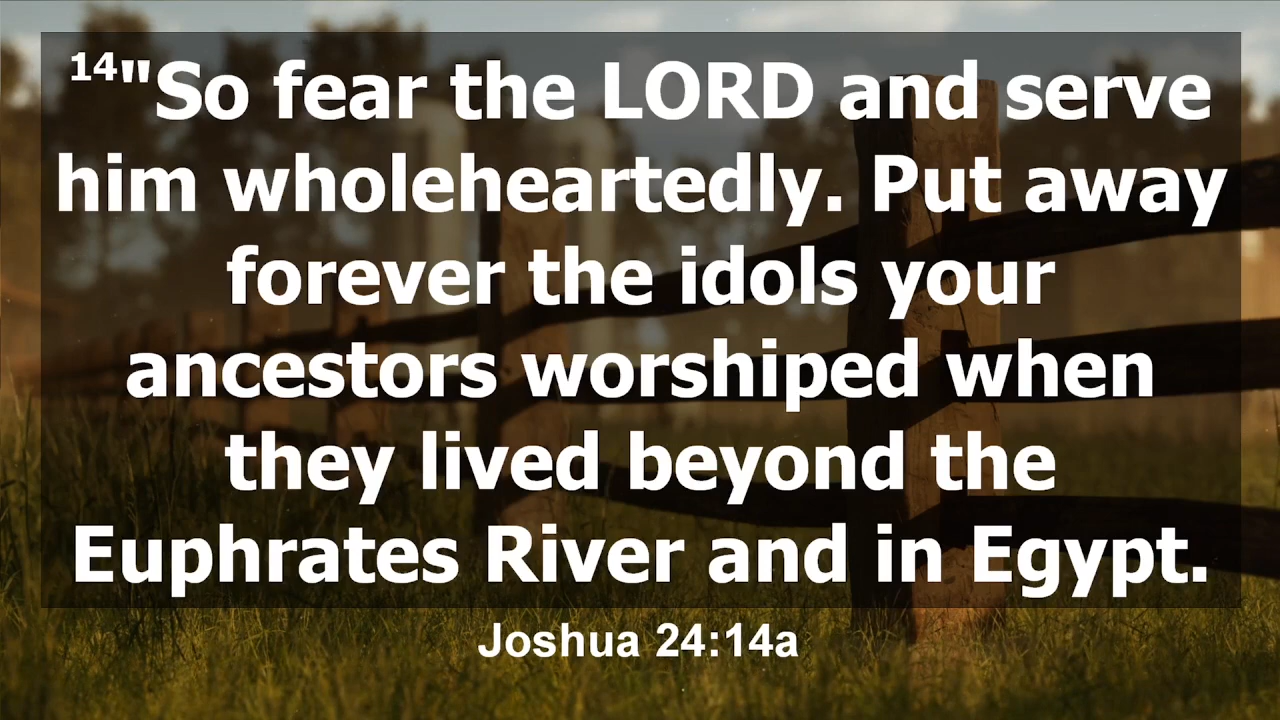 14"So fear the LORD and serve
him wholeheartedly. Put away
forever the idols your
ancestors worshiped when
they lived beyond the
Euphrates River and in Egypt.
Joshua 24:14a